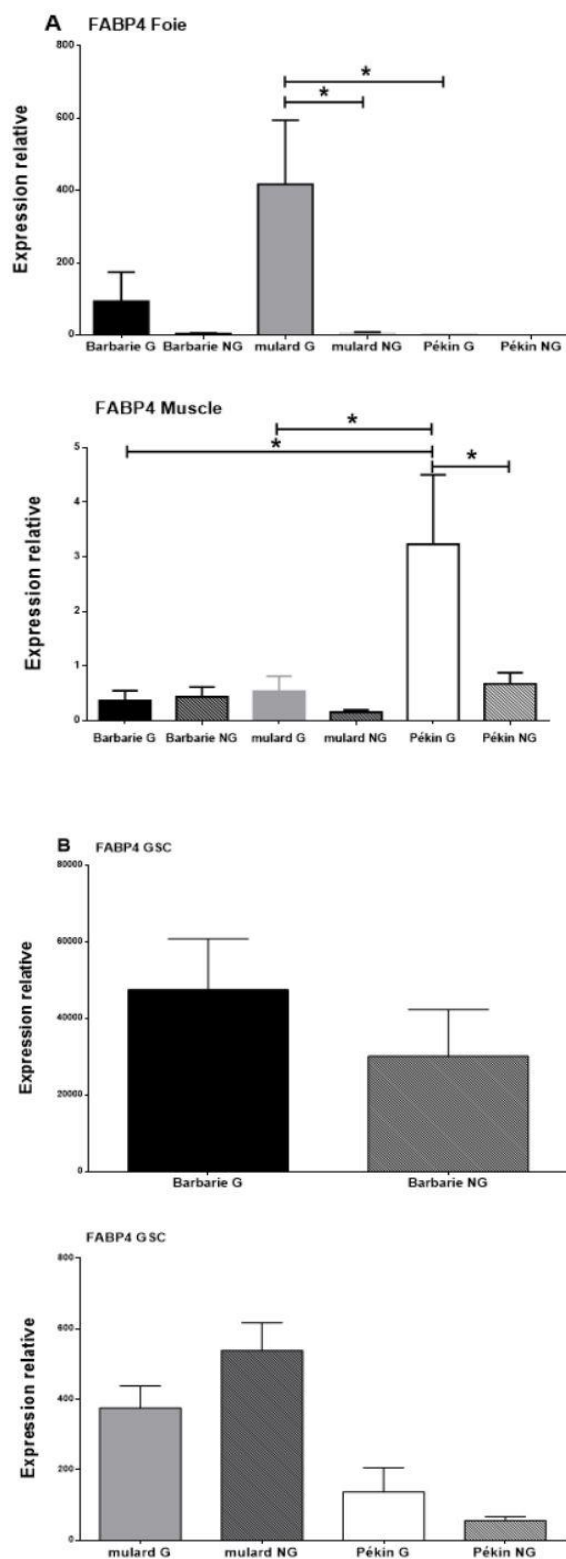 A FABP4 Foie
Expression relative
800
600
400
200
0
* 
*
Barbarie G Barbarie NG mulard G mulard NG Pékin G Pékin NG
FABP4 Muscle
Expression relative
5
4
3
2
1
0
*
*
*
Barbarie G Barbarie NG mulard G mulard NG Pékin G Pékin NG
B FABP4 GSC
Expression relative
80000
60000
40000
20000
0
Barbarie G Barbarie NG
FABP4 GSC
Expression relative
800
600
400
200
0
mulard G mulard NG Pékin G Pékin NG